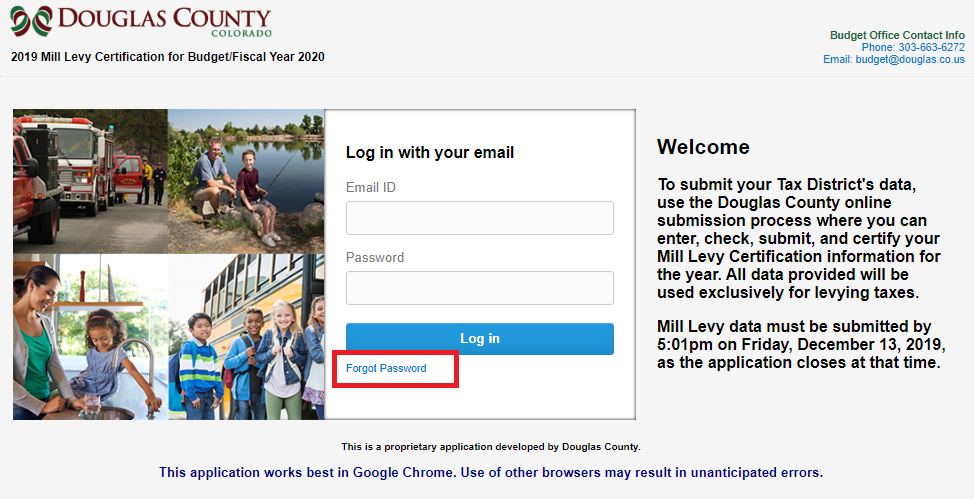 DOUGLAS COUNTY
COLORADO
2019 Mill Levy Certification for Budget/Fiscal Year 2020
Budget Office Contact Info
Phone: 303-663-6272
Email: budget@douglas.co.us
Log in with your email
Email ID
Password
Log in
Forgot Password
Welcome
To submit your Tax District's data,
use the Douglas County online
submission process where you can
enter, check, submit, and certify your
Mill Levy Certification information for
the year. All data provided will be
used exclusively for levying taxes.
Mill Levy data must be submitted by
5:01pm on Friday, December 13, 2019,
as the application closes at that time.
This is a proprietary application developed by Douglas County.
This application works best in Google Chrome. Use of other browsers may result in unanticipated errors.